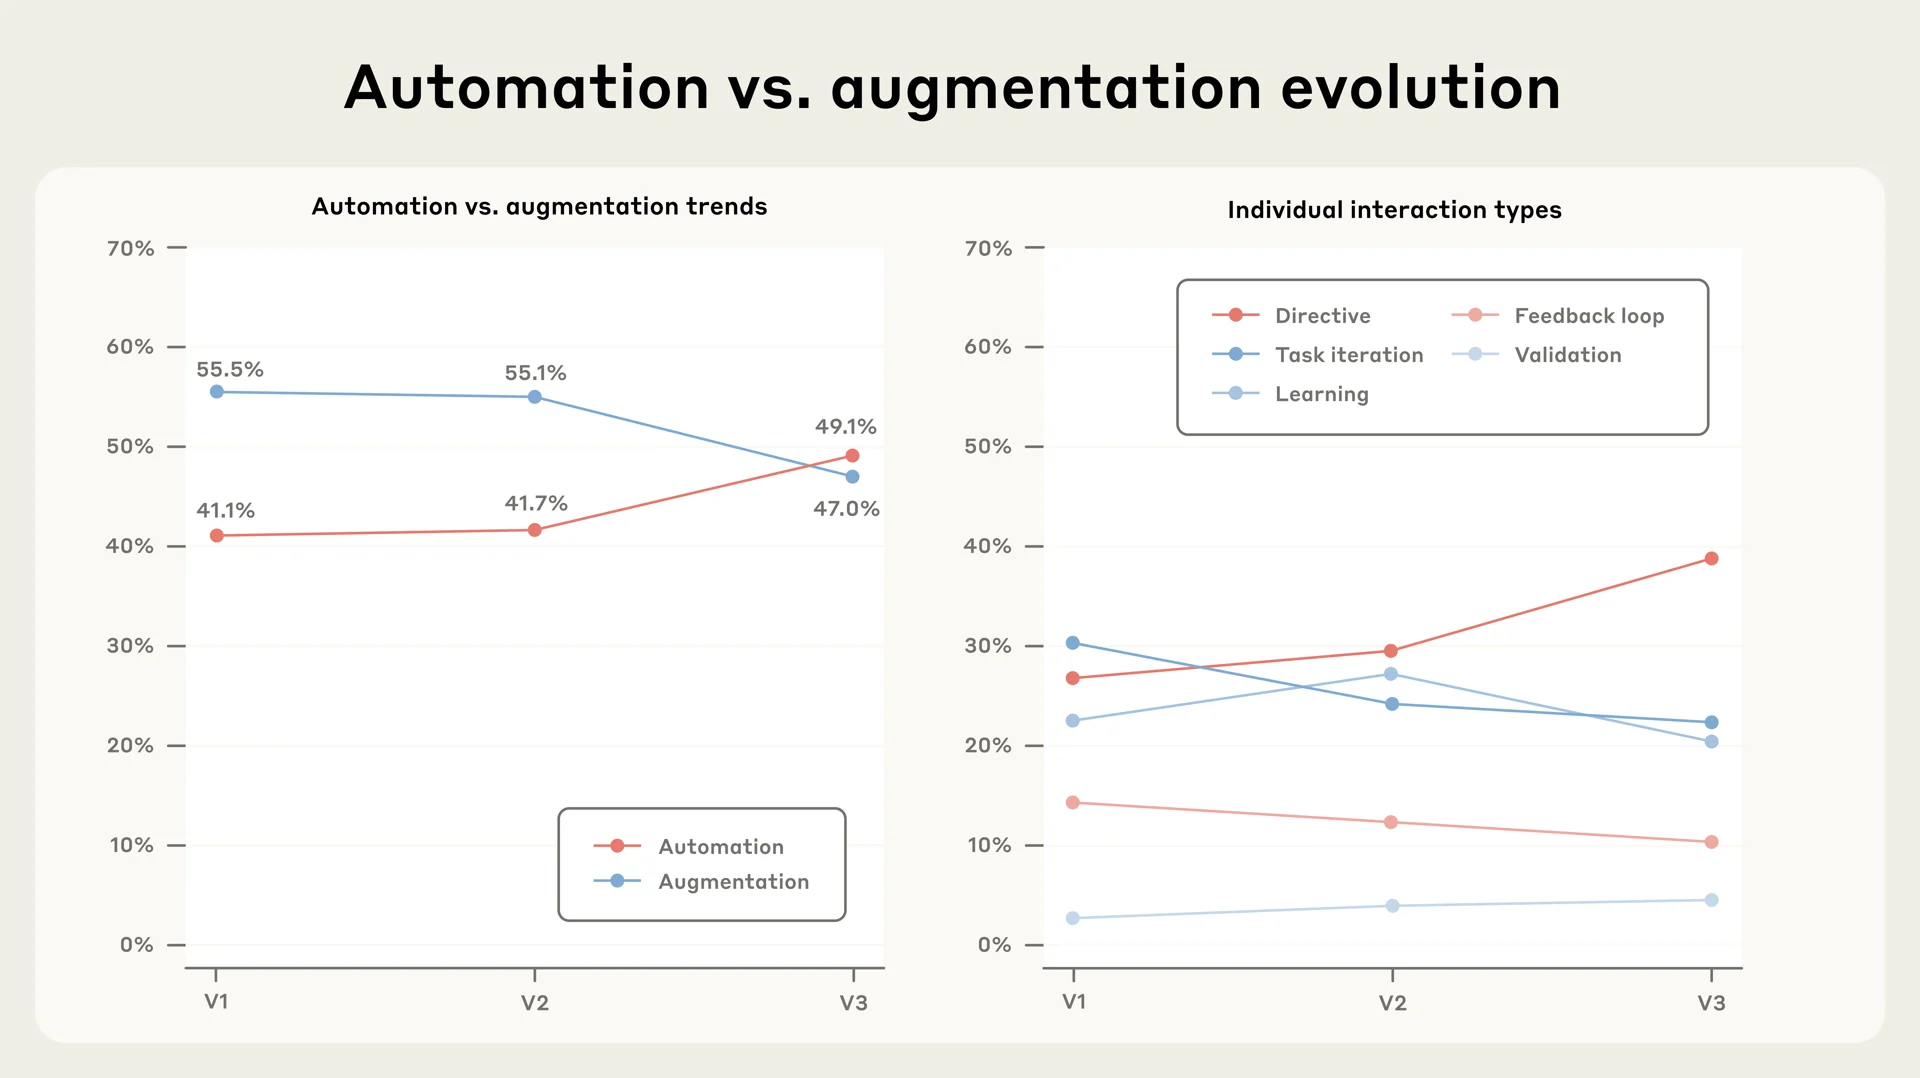 Automation vs. augmentation evolution
Automation vs. augmentation trends
70%
60%
50%
40%
30%
20%
10%
0%
55.5%
55.1%
49.1%
41.1%
41.7%
47.0%
Automation
Augmentation
V1
V2
V3
Individual interaction types
70%
60%
50%
40%
30%
20%
10%
0%
Directive
Feedback loop
Task iteration
Validation
Learning
V1
V2
V3